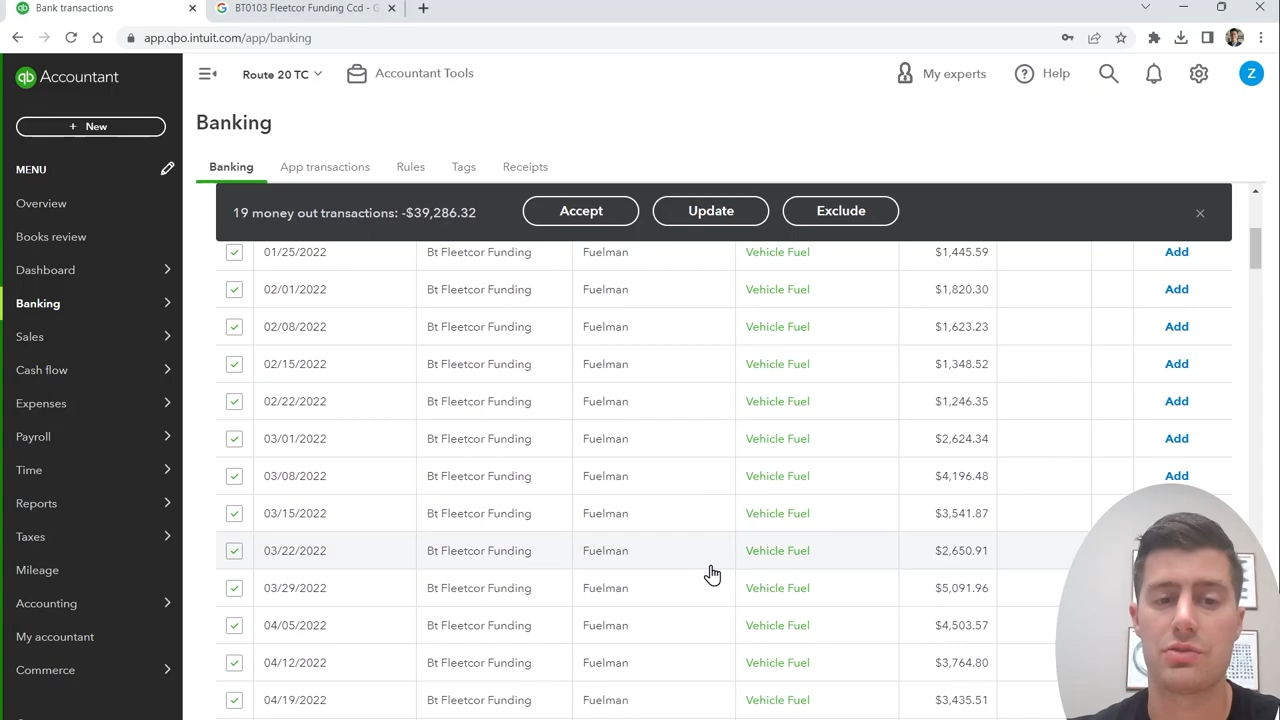 Bank transactions
BT0103 Fleetcor Funding Ccd - G
app.qbo.intuit.com/app/banking
qb Accountant
Route 20 TC
Accountant Tools
My experts
Help
Z
+ New
Banking
MENU
Banking
App transactions
Rules
Tags
Receipts
Overview
19 money out transactions: -$39,286.32
Accept
Update
Exclude
Books review
01/25/2022 Bt Fleetcor Funding Fuelman Vehicle Fuel $1,445.59 Add
Dashboard
02/01/2022 Bt Fleetcor Funding Fuelman Vehicle Fuel $1,820.30 Add
Banking
02/08/2022 Bt Fleetcor Funding Fuelman Vehicle Fuel $1,623.23 Add
Sales
02/15/2022 Bt Fleetcor Funding Fuelman Vehicle Fuel $1,348.52 Add
Cash flow
02/22/2022 Bt Fleetcor Funding Fuelman Vehicle Fuel $1,246.35 Add
Expenses
03/01/2022 Bt Fleetcor Funding Fuelman Vehicle Fuel $2,624.34 Add
Payroll
03/08/2022 Bt Fleetcor Funding Fuelman Vehicle Fuel $4,196.48 Add
Time
03/15/2022 Bt Fleetcor Funding Fuelman Vehicle Fuel $3,541.87
Reports
03/22/2022 Bt Fleetcor Funding Fuelman Vehicle Fuel $2,650.91
Taxes
03/29/2022 Bt Fleetcor Funding Fuelman Vehicle Fuel $5,091.96
Mileage
04/05/2022 Bt Fleetcor Funding Fuelman Vehicle Fuel $4,503.57
Accounting
04/12/2022 Bt Fleetcor Funding Fuelman Vehicle Fuel $3,764.80
My accountant
04/19/2022 Bt Fleetcor Funding Fuelman Vehicle Fuel $3,435.51
Commerce